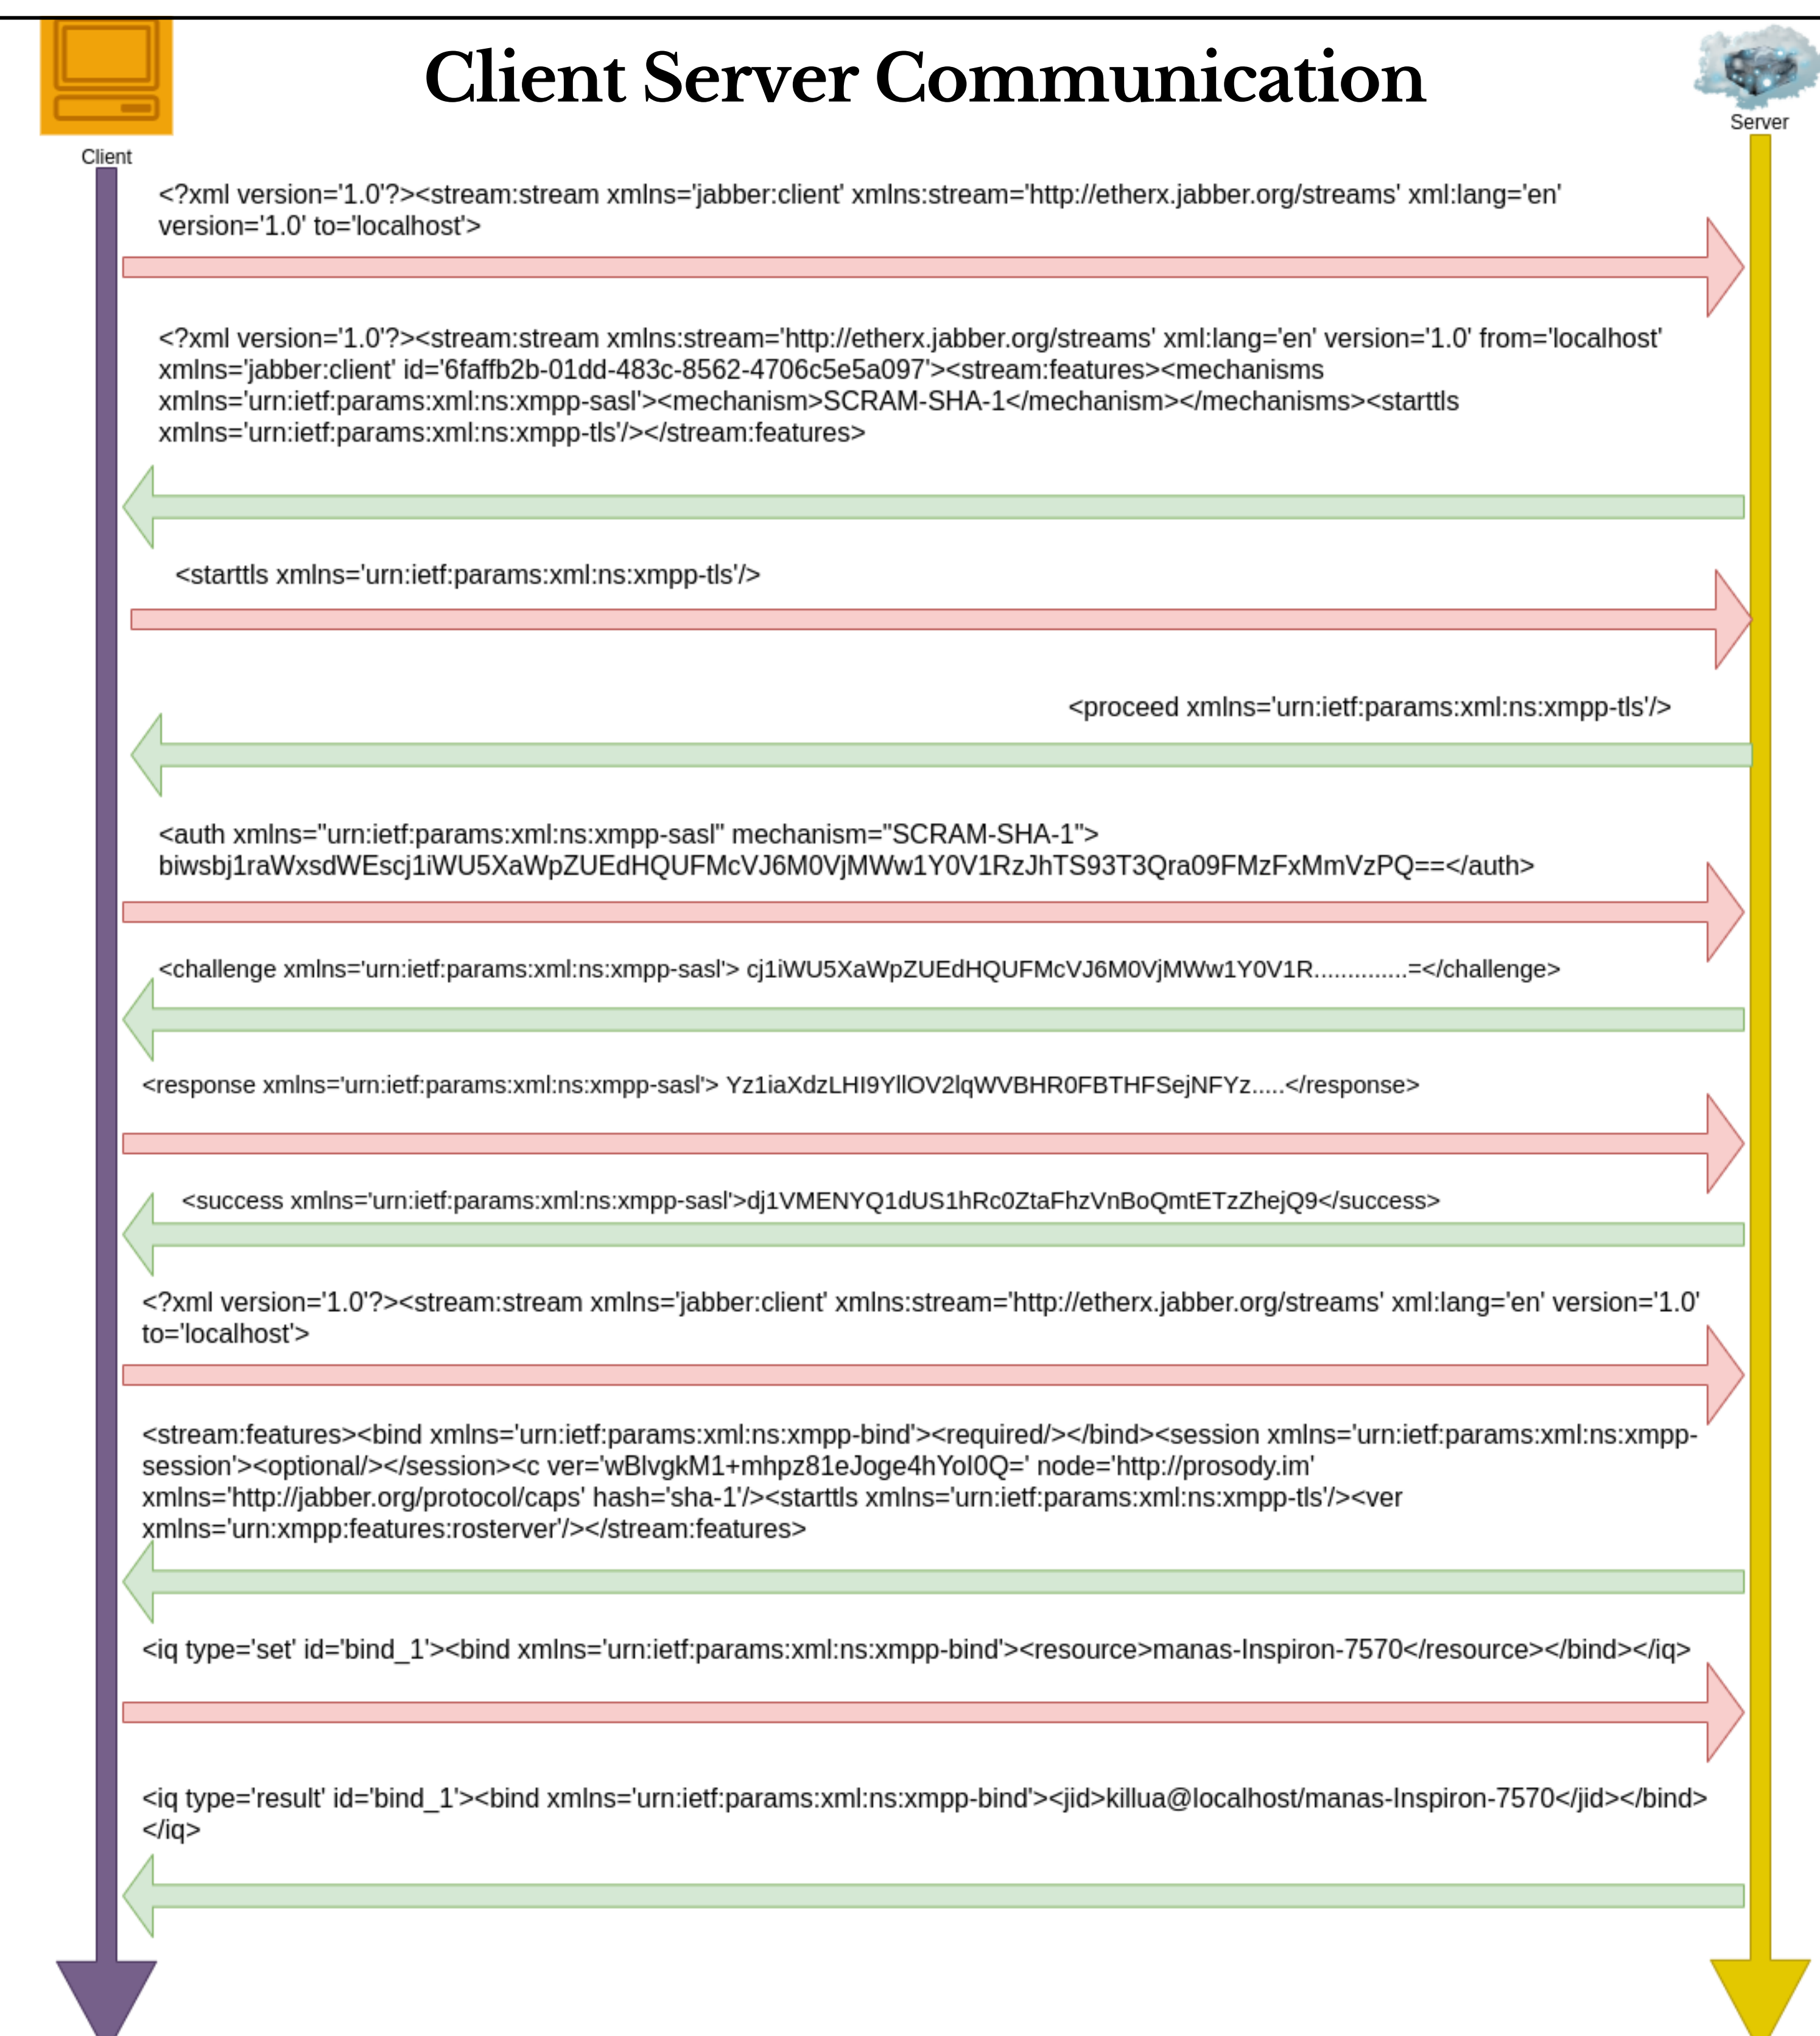 Client Server Communication
Server
Client
<?xml version='1.0'?><stream:stream xmlns='jabber:client' xmlns:stream='http://etherx.jabber.org/streams' xml:lang='en'
version='1.0' to='localhost'>
<?xml version='1.0'?><stream:stream xmlns:stream='http://etherx.jabber.org/streams' xml:lang='en' version='1.0' from='localhost'
xmlns='jabber:client' id='6faffb2b-01dd-483c-8562-4706c5e5a097'><stream:features><mechanisms
xmlns='urn:ietf:params:xml:ns:xmpp-sasl'><mechanism>SCRAM-SHA-1</mechanism></mechanisms><starttls
xmlns='urn:ietf:params:xml:ns:xmpp-tls'/></stream:features>
<starttls xmlns='urn:ietf:params:xml:ns:xmpp-tls'/>
<proceed xmlns='urn:ietf:params:xml:ns:xmpp-tls'/>
<auth xmlns="urn:ietf:params:xml:ns:xmpp-sasl" mechanism="SCRAM-SHA-1">
biwsbj1raWxsdWEscj1iWU5XaWpZUEdHQUFMcVJ6M0VjMWw1Y0V1RzJhTS93T3Qra09FMzFxMmVzPQ==</auth>
<challenge xmlns='urn:ietf:params:xml:ns:xmpp-sasl'> cj1iWU5XaWpZUEdHQUFMcVJ6M0VjMWw1Y0V1R..............=</challenge>
<response xmlns='urn:ietf:params:xml:ns:xmpp-sasl'> Yz1iaXdzLHI9YllOV2lqWVBHR0FBTHFSejNFYz.....</response>
<success xmlns='urn:ietf:params:xml:ns:xmpp-sasl'>dj1VMENYQ1dUS1hRc0ZtaFhzVnBoQmtETzZhejQ9</success>
<?xml version='1.0'?><stream:stream xmlns='jabber:client' xmlns:stream='http://etherx.jabber.org/streams' xml:lang='en' version='1.0'
to='localhost'>
<stream:features><bind xmlns='urn:ietf:params:xml:ns:xmpp-bind'><required/></bind><session xmlns='urn:ietf:params:xml:ns:xmpp-
session'><optional/></session><c ver='wBlvgkM1+mhpz81eJoge4hYoI0Q=' node='http://prosody.im'
xmlns='http://jabber.org/protocol/caps' hash='sha-1'/><starttls xmlns='urn:ietf:params:xml:ns:xmpp-tls'/><ver
xmlns='urn:xmpp:features:rosterver'/></stream:features>
<iq type='set' id='bind_1'><bind xmlns='urn:ietf:params:xml:ns:xmpp-bind'><resource>manas-Inspiron-7570</resource></bind></iq>
<iq type='result' id='bind_1'><bind xmlns='urn:ietf:params:xml:ns:xmpp-bind'><jid>killua@localhost/manas-Inspiron-7570</jid></bind>
</iq>